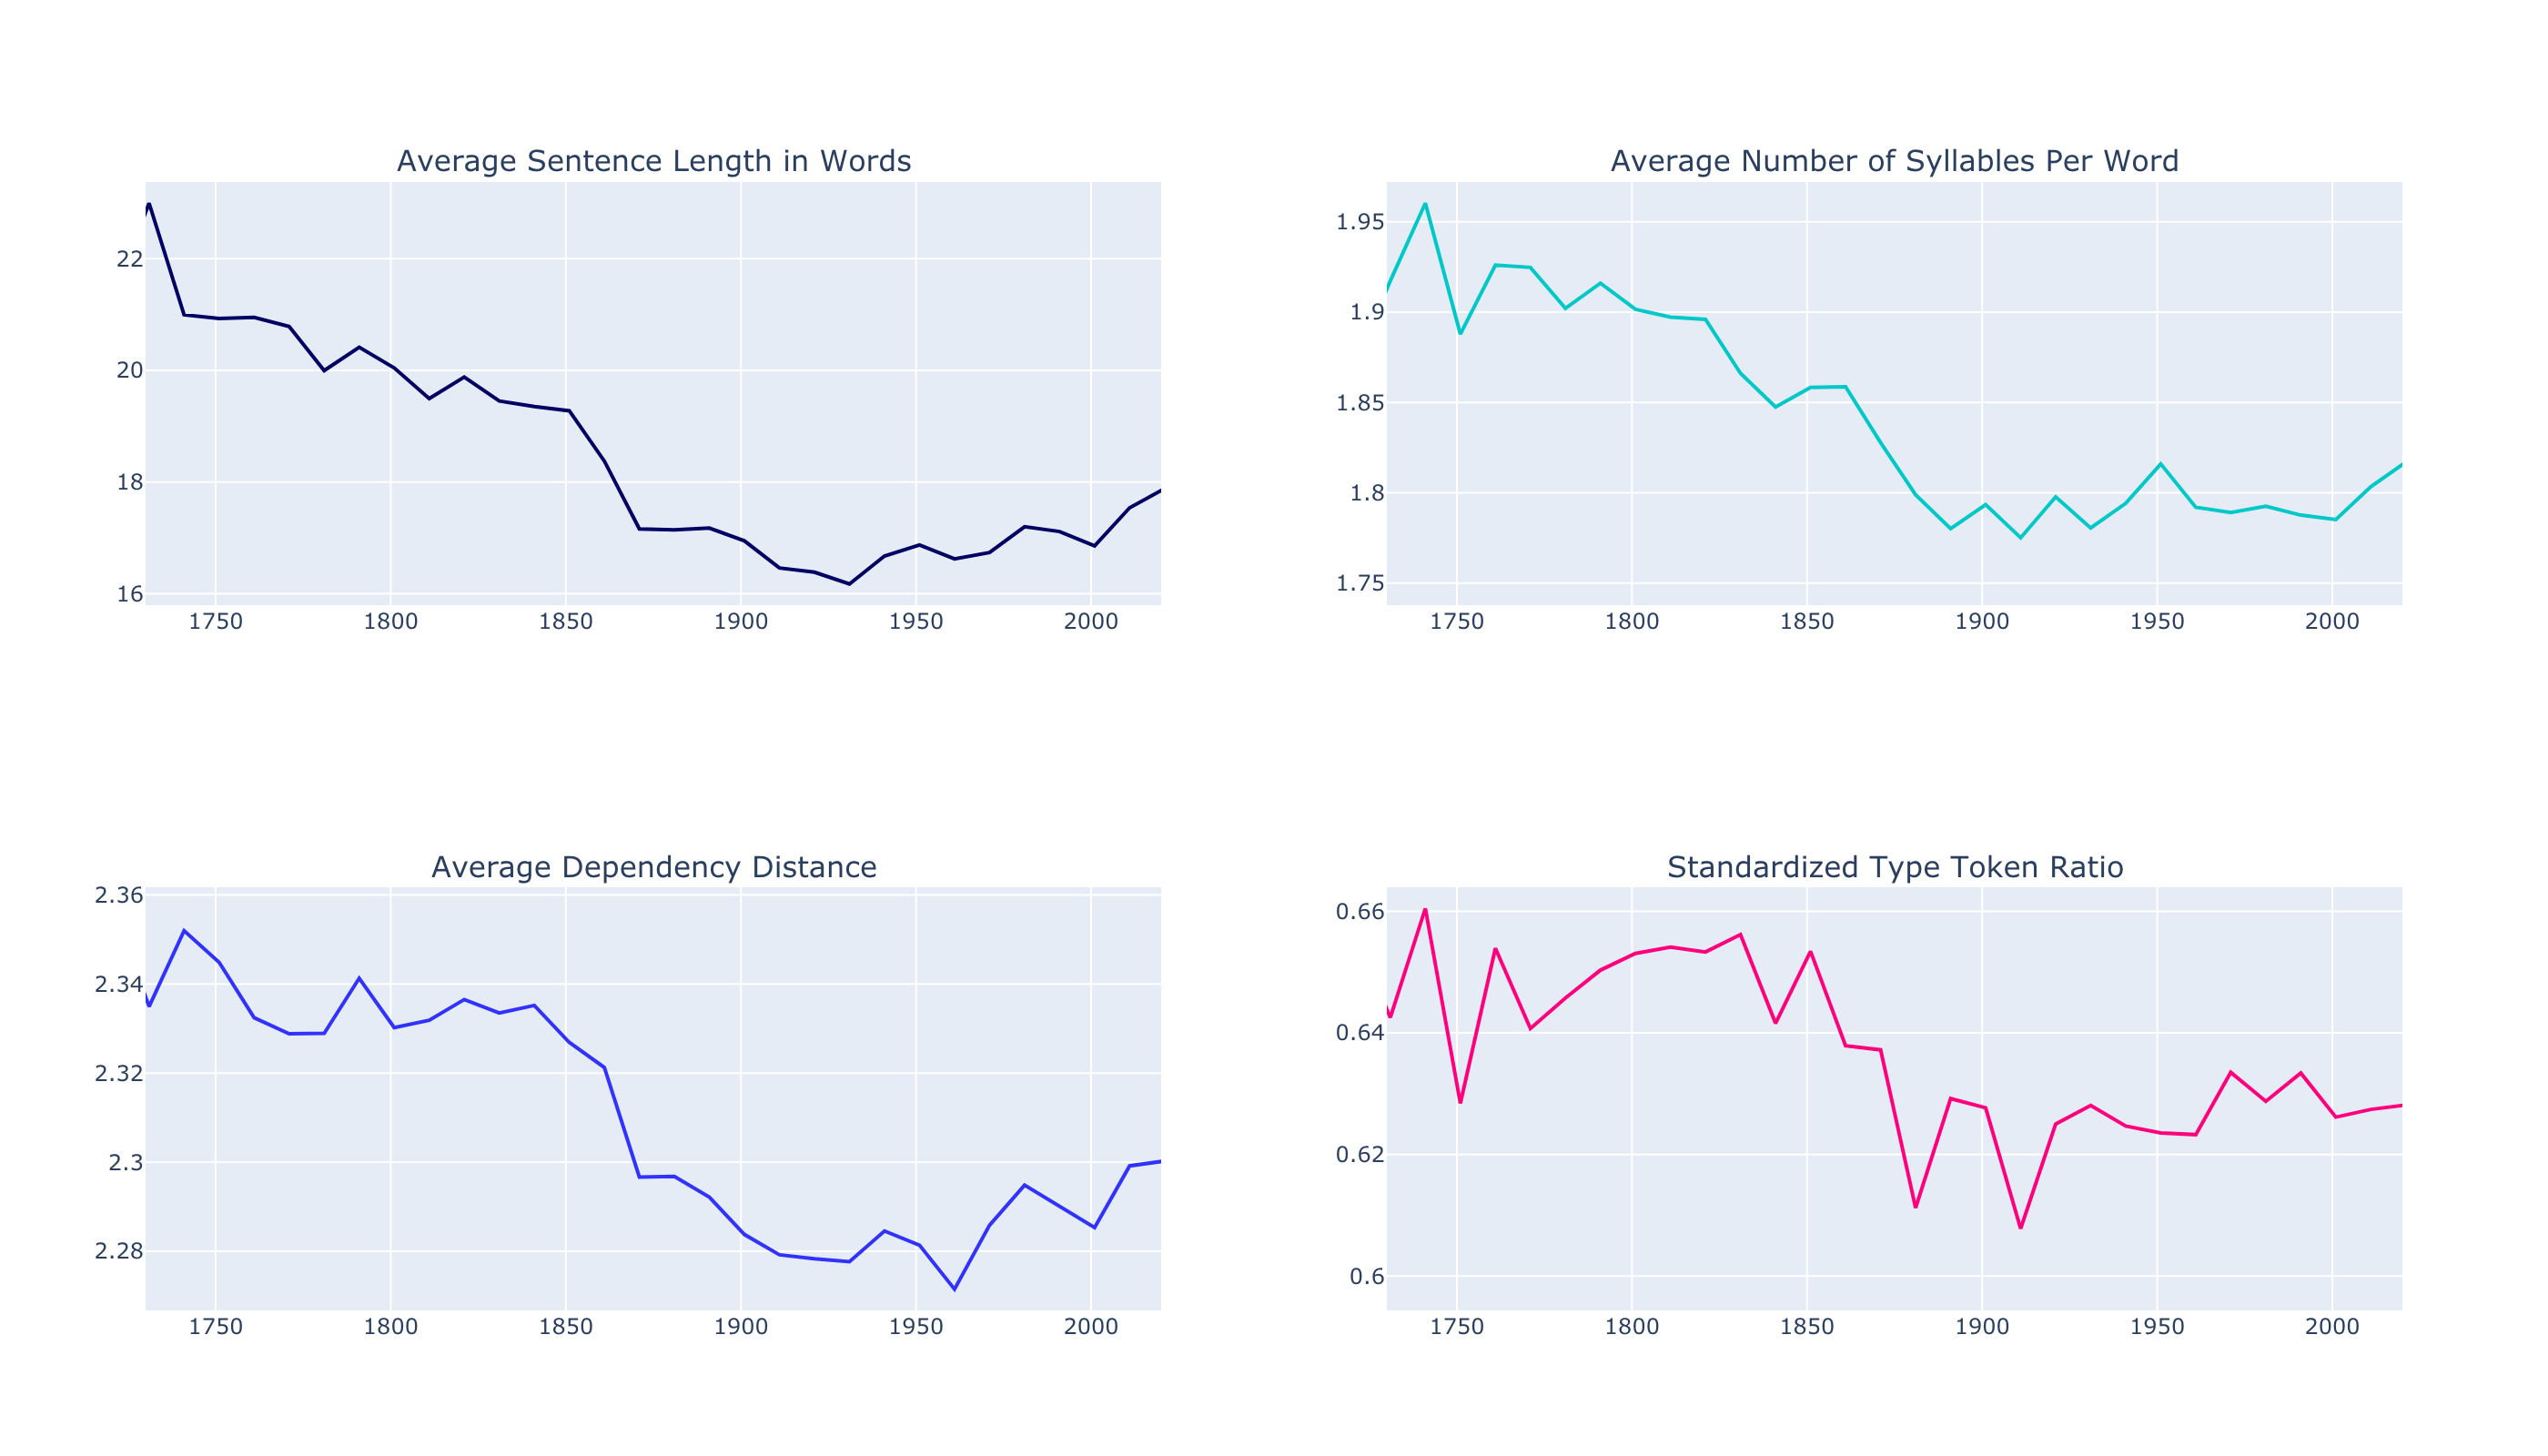 Average Sentence Length in Words
22
20
18
16
1750 1800 1850 1900 1950 2000
Average Number of Syllables Per Word
1.95
1.9
1.85
1.8
1.75
1750 1800 1850 1900 1950 2000
Average Dependency Distance
2.36
2.34
2.32
2.3
2.28
1750 1800 1850 1900 1950 2000
Standardized Type Token Ratio
0.66
0.64
0.62
0.6
1750 1800 1850 1900 1950 2000